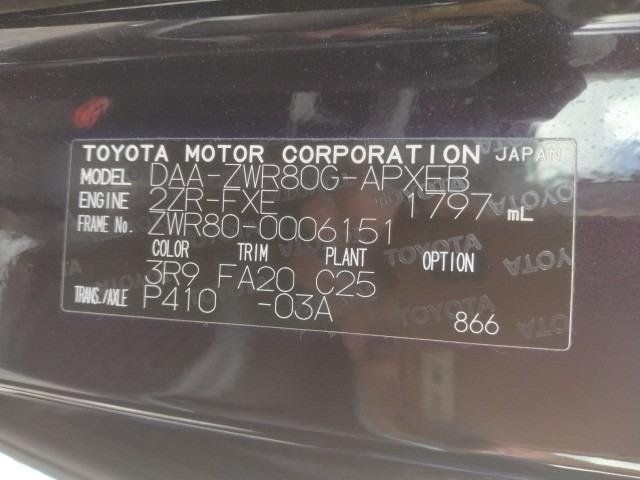 TOYOTA MOTOR CORPORATION JAPAN
MODEL DAA-ZWR80G-APXEB
ENGINE 2ZR-FXE 1797 mL
FRAME No. ZWR80-0006151
COLOR TRIM PLANT OPTION
3R9 FA20 C25
TRANS./AXLE P410 -03A
866